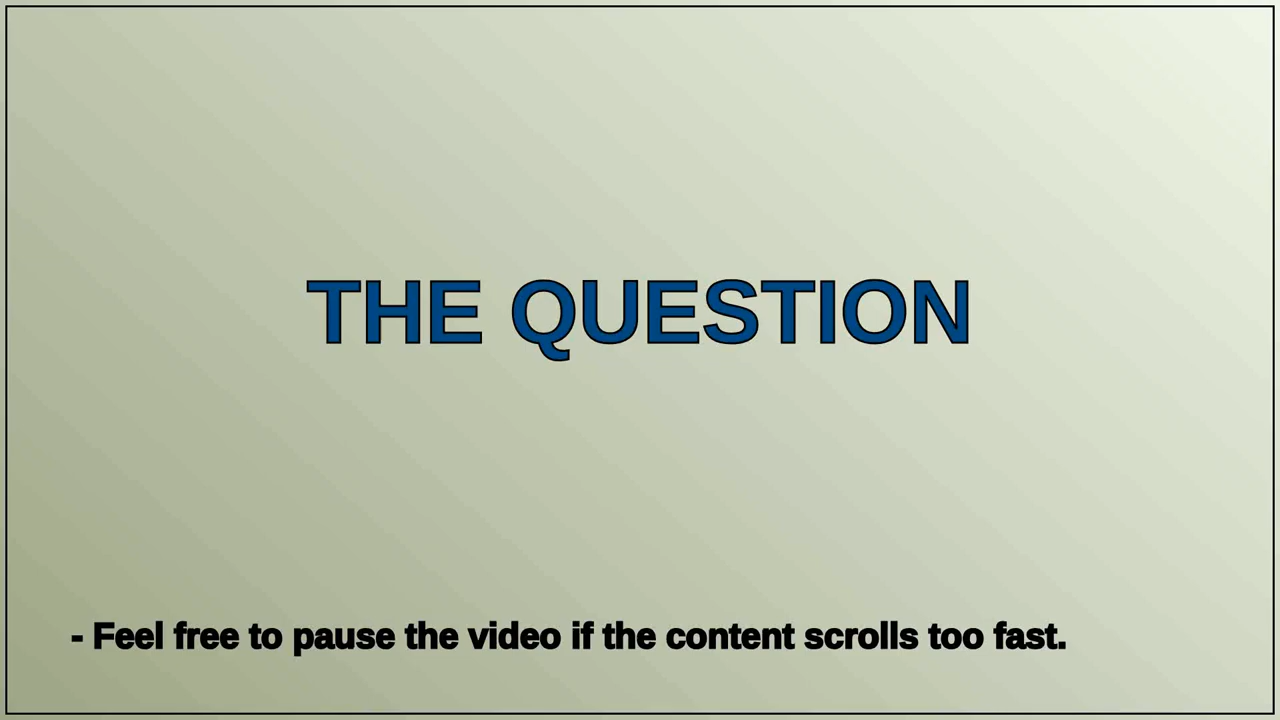 THE QUESTION
- Feel free to pause the video if the content scrolls too fast.